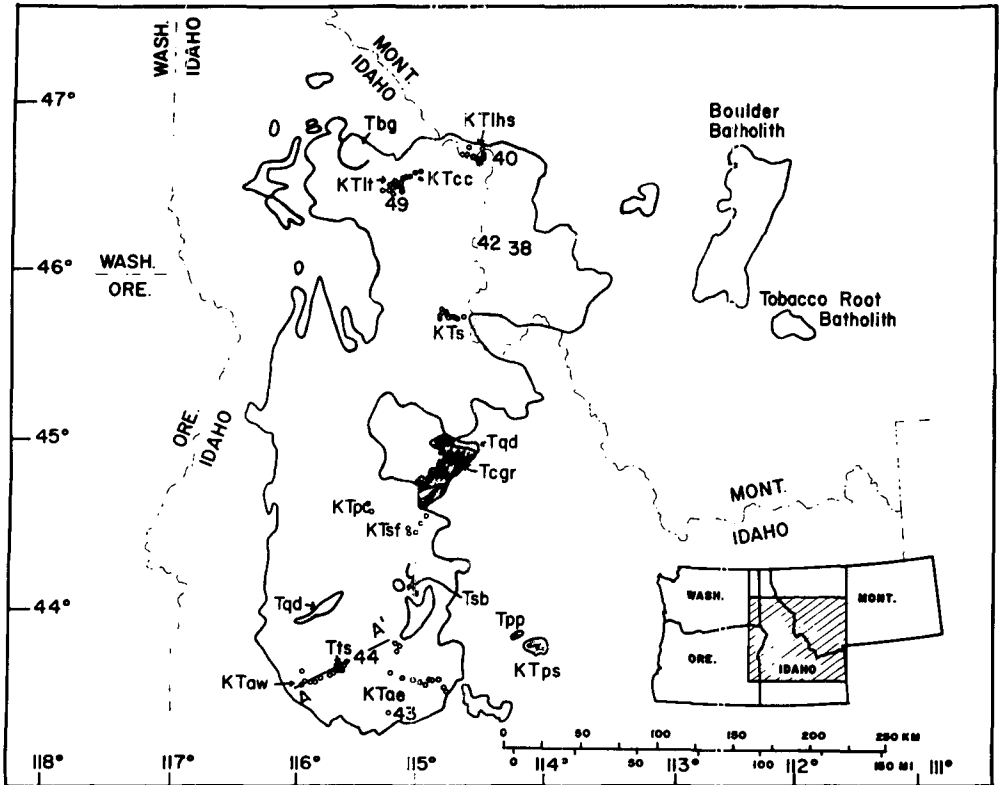 WASH.
IDAHO
MONT.
IDAHO
47°
Boulder
Batholith
KTlhs
B
Tbg
40
KTlt
KTcc
49
42 38
46°
WASH.
ORE.
Tobacco Root
Batholith
KTs
ORE.
IDAHO
45°
Tqd
Tcgr
KTpc
MONT.
IDAHO
KTsf
44°
Tqd
Tsb
A'
Tpp
KTps
Tts
44
KTaw
A
KTae
43
WASH.
MONT.
ORE.
IDAHO
0 50 100 150 200 250 KM
0 50 100 150 MI
118° 117° 116° 115° 114° 113° 112° 111°